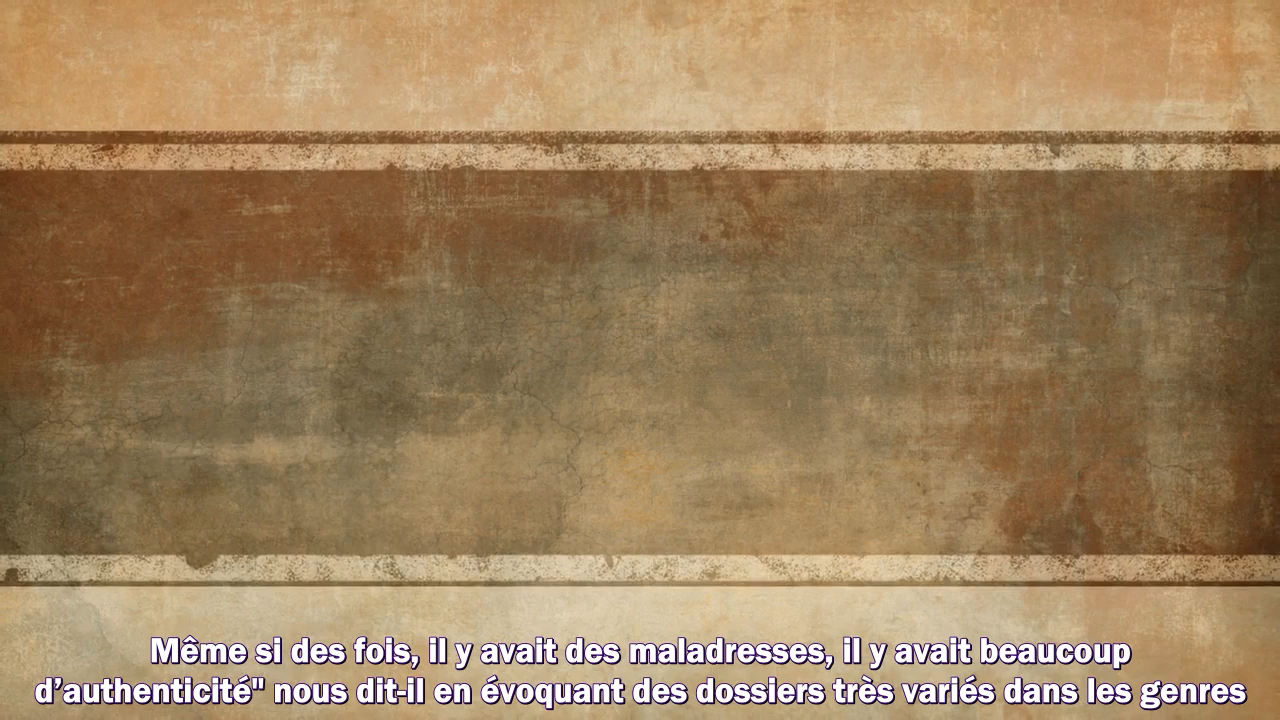 Même si des fois, il y avait des maladresses, il y avait beaucoup
d’authenticité" nous dit-il en évoquant des dossiers très variés dans les genres